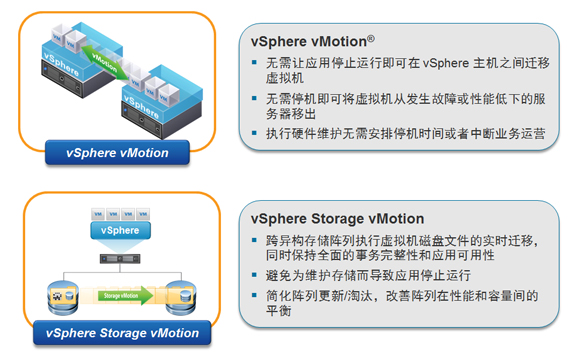 VM VM
vSphere
vMotion
VM VM VM
vSphere
vSphere vMotion
vSphere vMotion®
无需让应用停止运行即可在 vSphere 主机之间迁移
虚拟机
无需停机即可将虚拟机从发生故障或性能低下的服
务器移出
执行硬件维护无需安排停机时间或者中断业务运营
VM VM VM VM
vSphere
Storage vMotion
vSphere Storage vMotion
vSphere Storage vMotion
跨异构存储阵列执行虚拟机磁盘文件的实时迁移，
同时保持全面的事务完整性和应用可用性
避免为维护存储而导致应用停止运行
简化阵列更新/淘汰，改善阵列在性能和容量间的
平衡